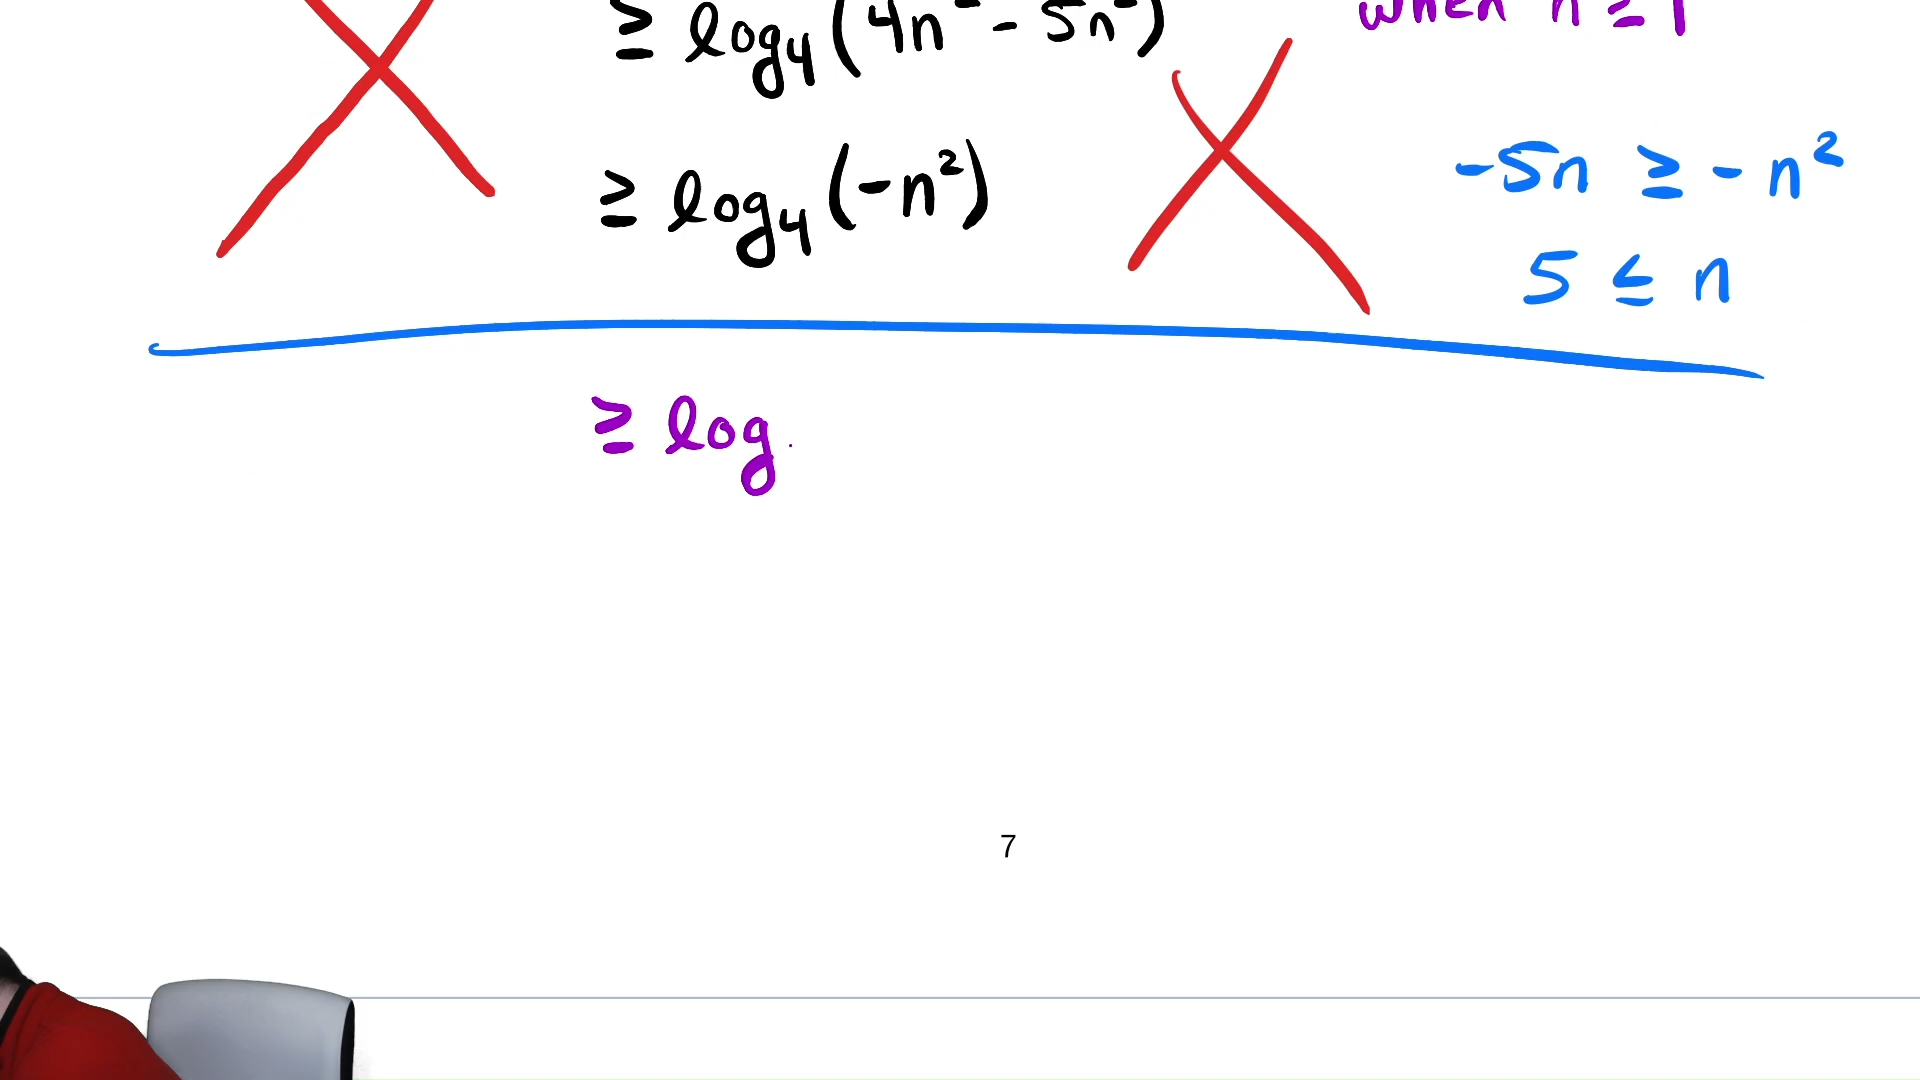 ≥ log₄(4n² - 5n²)
when n ≥ 1
≥ log₄(-n²)
-5n ≥ -n²
5 ≤ n
≥ log
7